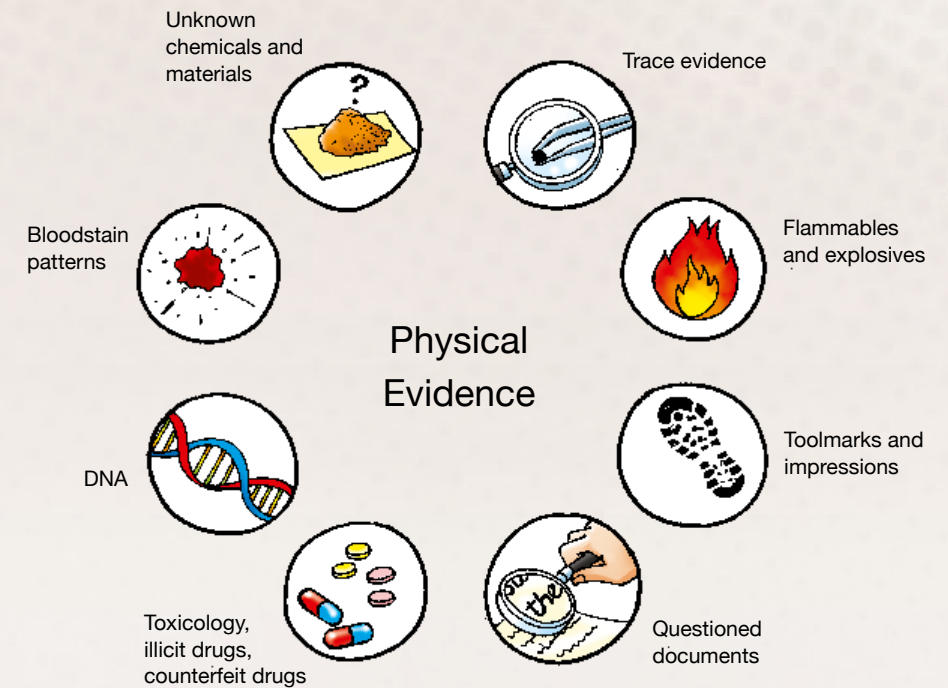 Unknown
chemicals and
materials
?
Trace evidence
Bloodstain
patterns
Flammables
and explosives
Physical
Evidence
DNA
Toolmarks and
impressions
the
Toxicology,
illicit drugs,
counterfeit drugs
Questioned
documents